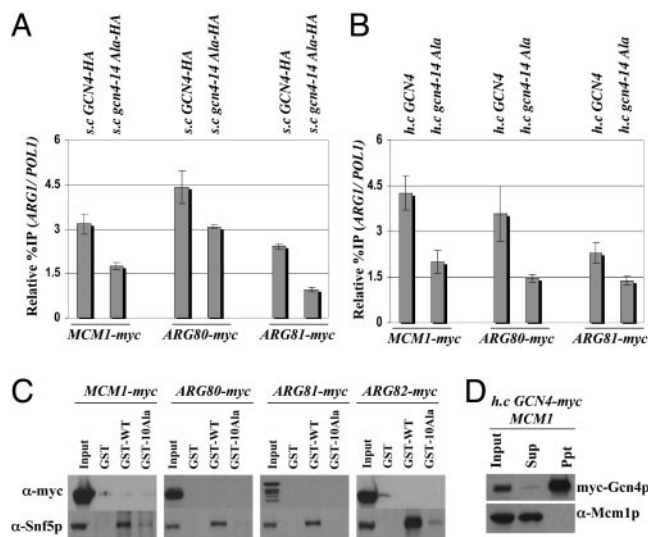 A
s.c GCN4-HA
s.c gcn4-14 Ala-HA
s.c GCN4-HA
s.c gcn4-14 Ala-HA
s.c GCN4-HA
s.c gcn4-14 Ala-HA
Relative %IP (ARG1/ POL1)
6
4.5
3
1.5
0
MCM1-myc
ARG80-myc
ARG81-myc
B
h.c GCN4
h.c gcn4-14 Ala
h.c GCN4
h.c gcn4-14 Ala
h.c GCN4
h.c gcn4-14 Ala
Relative %IP (ARG1/ POL1)
6
4.5
3
1.5
0
MCM1-myc
ARG80-myc
ARG81-myc
C
MCM1-myc
ARG80-myc
ARG81-myc
ARG82-myc
Input
GST
GST-WT
GST-10Ala
Input
GST
GST-WT
GST-10Ala
Input
GST
GST-WT
GST-10Ala
Input
GST
GST-WT
GST-10Ala
α-myc
α-Snf5p
D
h.c GCN4-myc
MCM1
Input
Sup
Ppt
myc-Gcn4p
α-Mcm1p